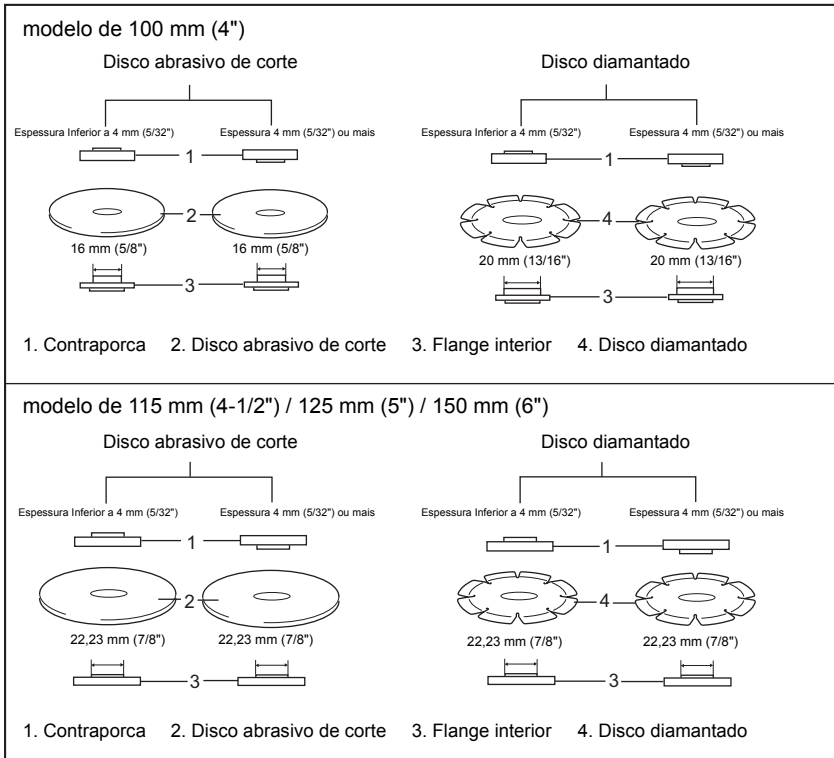 modelo de 100 mm (4")
Disco abrasivo de corte
Disco diamantado
Espessura Inferior a 4 mm (5/32")
Espessura 4 mm (5/32") ou mais
Espessura Inferior a 4 mm (5/32")
Espessura 4 mm (5/32") ou mais
1
1
2
4
16 mm (5/8")
16 mm (5/8")
20 mm (13/16")
20 mm (13/16")
3
3
1. Contraporca 2. Disco abrasivo de corte 3. Flange interior 4. Disco diamantado
modelo de 115 mm (4-1/2") / 125 mm (5") / 150 mm (6")
Disco abrasivo de corte
Disco diamantado
Espessura Inferior a 4 mm (5/32")
Espessura 4 mm (5/32") ou mais
Espessura Inferior a 4 mm (5/32")
Espessura 4 mm (5/32") ou mais
1
1
2
4
22,23 mm (7/8")
22,23 mm (7/8")
22,23 mm (7/8")
22,23 mm (7/8")
3
3
1. Contraporca 2. Disco abrasivo de corte 3. Flange interior 4. Disco diamantado